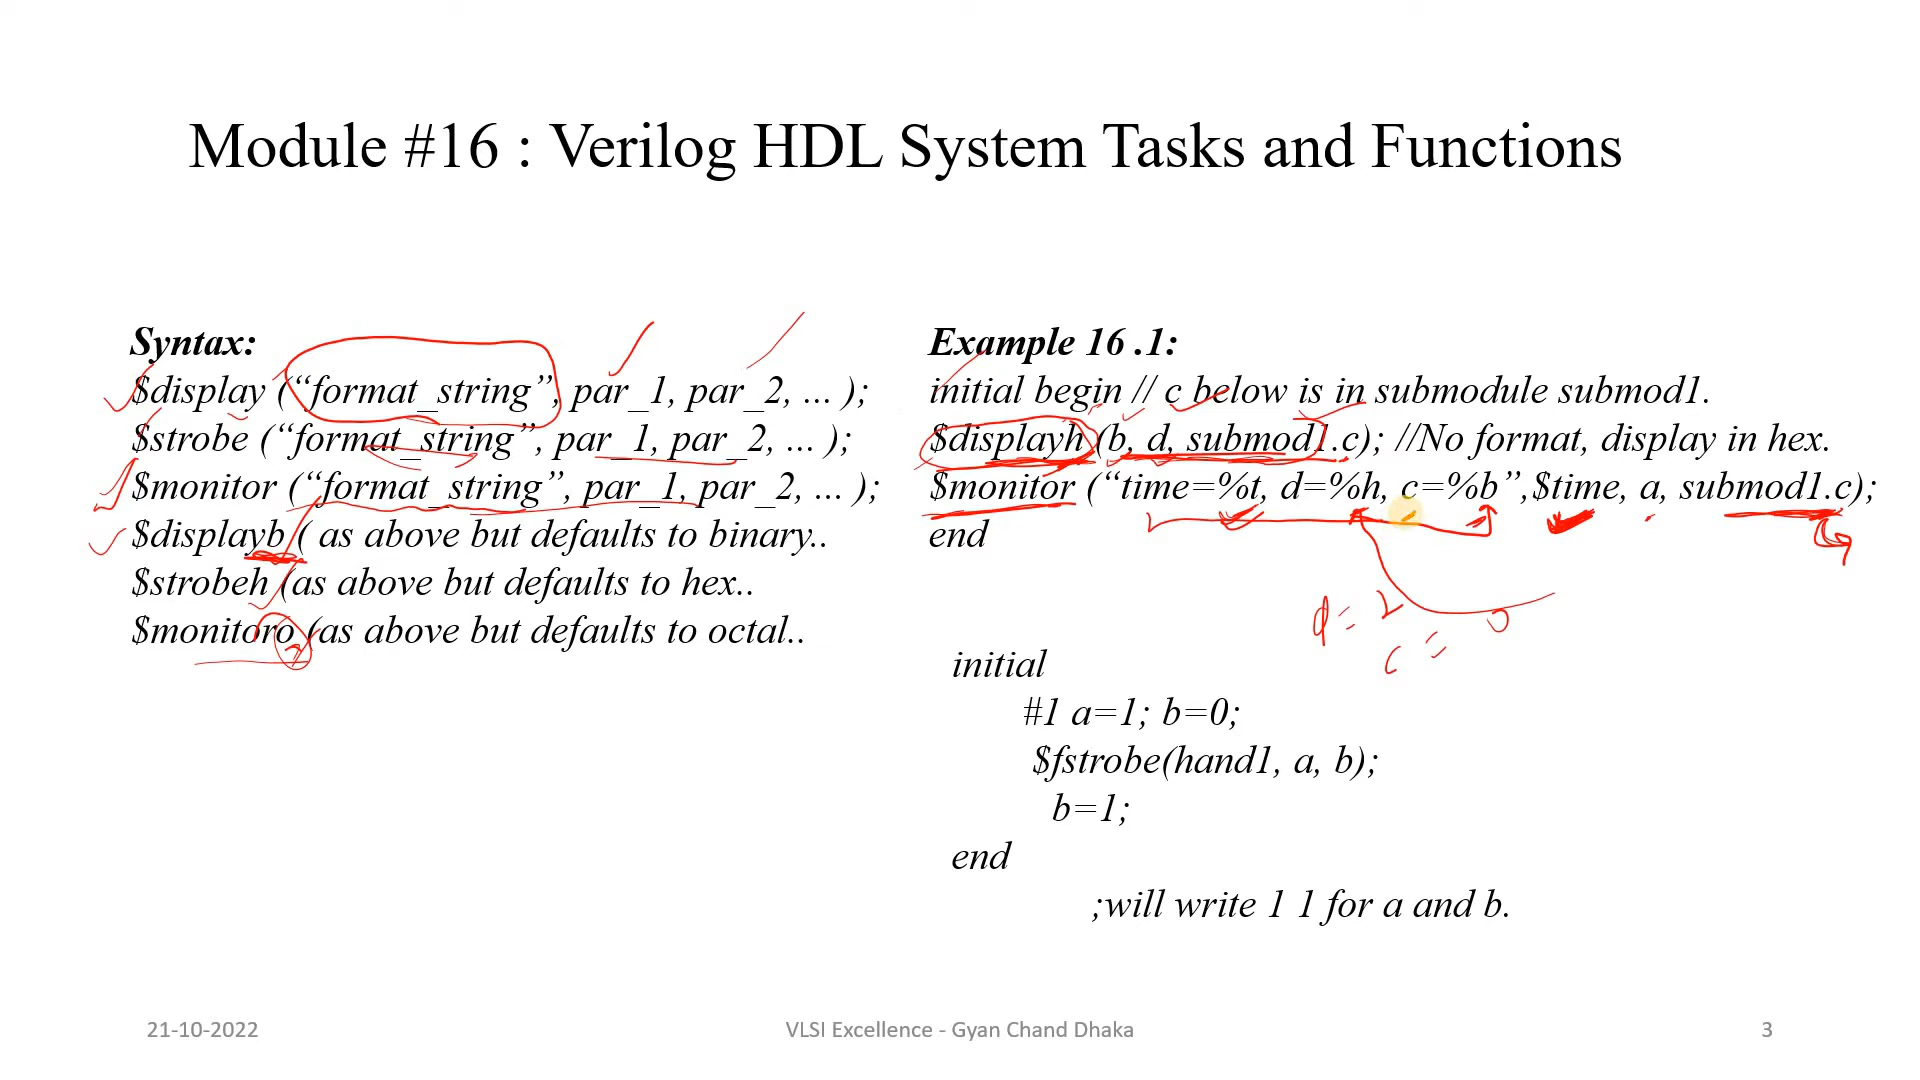 Module #16 : Verilog HDL System Tasks and Functions
Syntax:
$display (“format_string”, par_1, par_2, ... );
$strobe (“format_string”, par_1, par_2, ... );
$monitor (“format_string”, par_1, par_2, ... );
$displayb ( as above but defaults to binary..
$strobeh (as above but defaults to hex..
$monitoro (as above but defaults to octal..
Example 16 .1:
initial begin // c below is in submodule submod1.
$displayh (b, d, submod1.c); //No format, display in hex.
$monitor (“time=%t, d=%h, c=%b”,$time, a, submod1.c);
end
d = 2
c = 0
initial
#1 a=1; b=0;
$fstrobe(hand1, a, b);
b=1;
end
;will write 1 1 for a and b.
21-10-2022
VLSI Excellence - Gyan Chand Dhaka
3